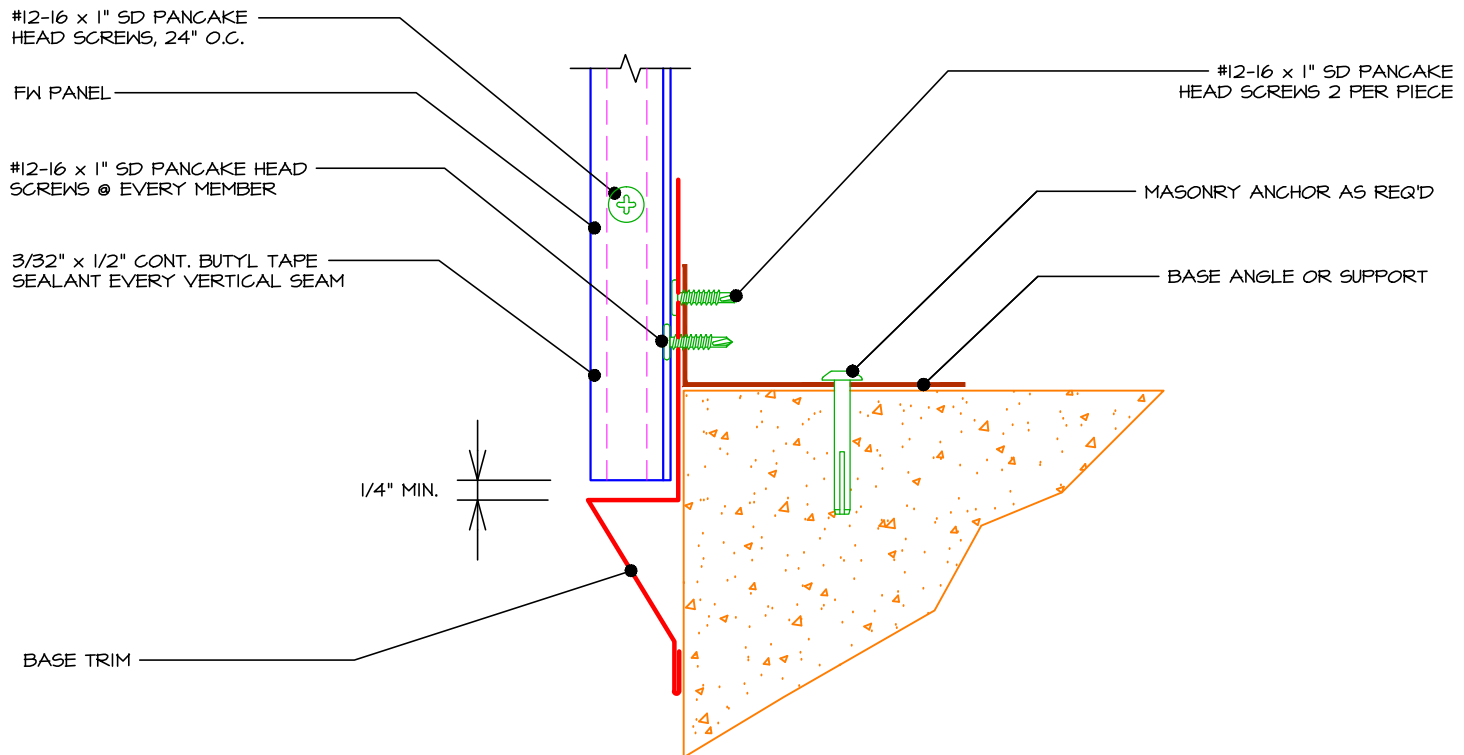 #12-16 x 1" SD PANCAKE
HEAD SCREWS, 24" O.C.
FW PANEL
#12-16 x 1" SD PANCAKE HEAD
SCREWS @ EVERY MEMBER
3/32" x 1/2" CONT. BUTYL TAPE
SEALANT EVERY VERTICAL SEAM
1/4" MIN.
BASE TRIM
#12-16 x 1" SD PANCAKE
HEAD SCREWS 2 PER PIECE
MASONRY ANCHOR AS REQ'D
BASE ANGLE OR SUPPORT